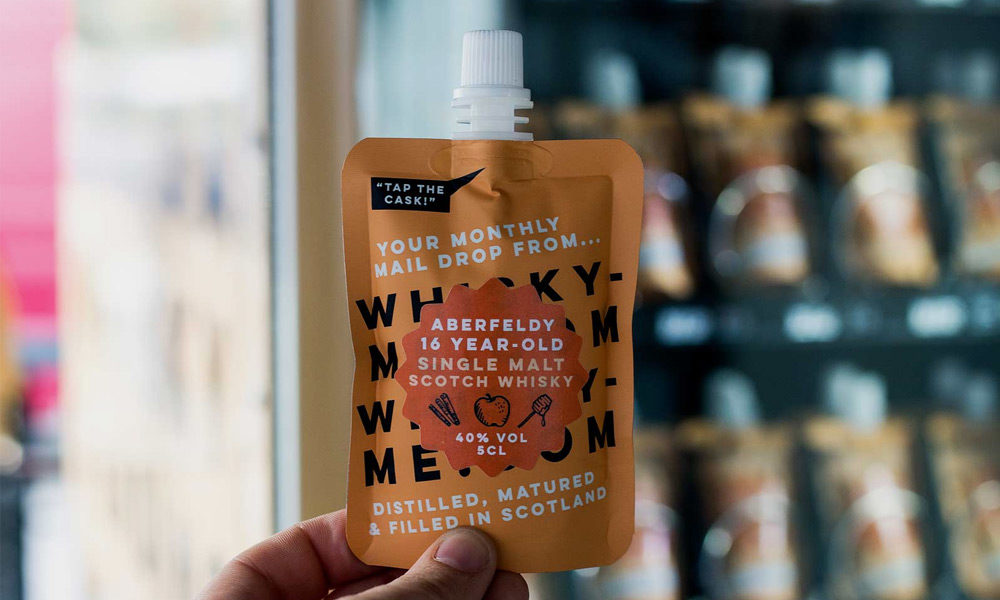 “TAP THE
CASK!”
YOUR MONTHLY
MAIL DROP FROM...
WHISKY-
ABERFELDY
16 YEAR-OLD
SINGLE MALT
SCOTCH WHISKY
40% VOL
5CL
DISTILLED, MATURED
& FILLED IN SCOTLAND